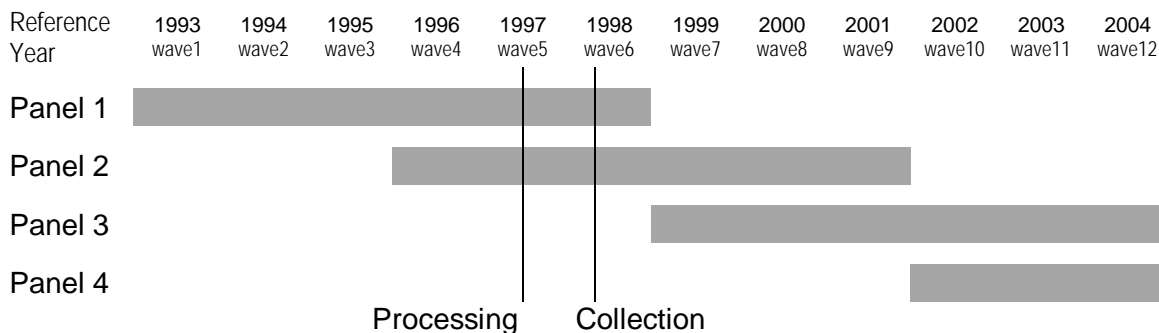 Reference Year 1993 1994 1995 1996 1997 1998 1999 2000 2001 2002 2003 2004
wave1 wave2 wave3 wave4 wave5 wave6 wave7 wave8 wave9 wave10 wave11 wave12
Panel 1
Panel 2
Panel 3
Panel 4
Processing Collection